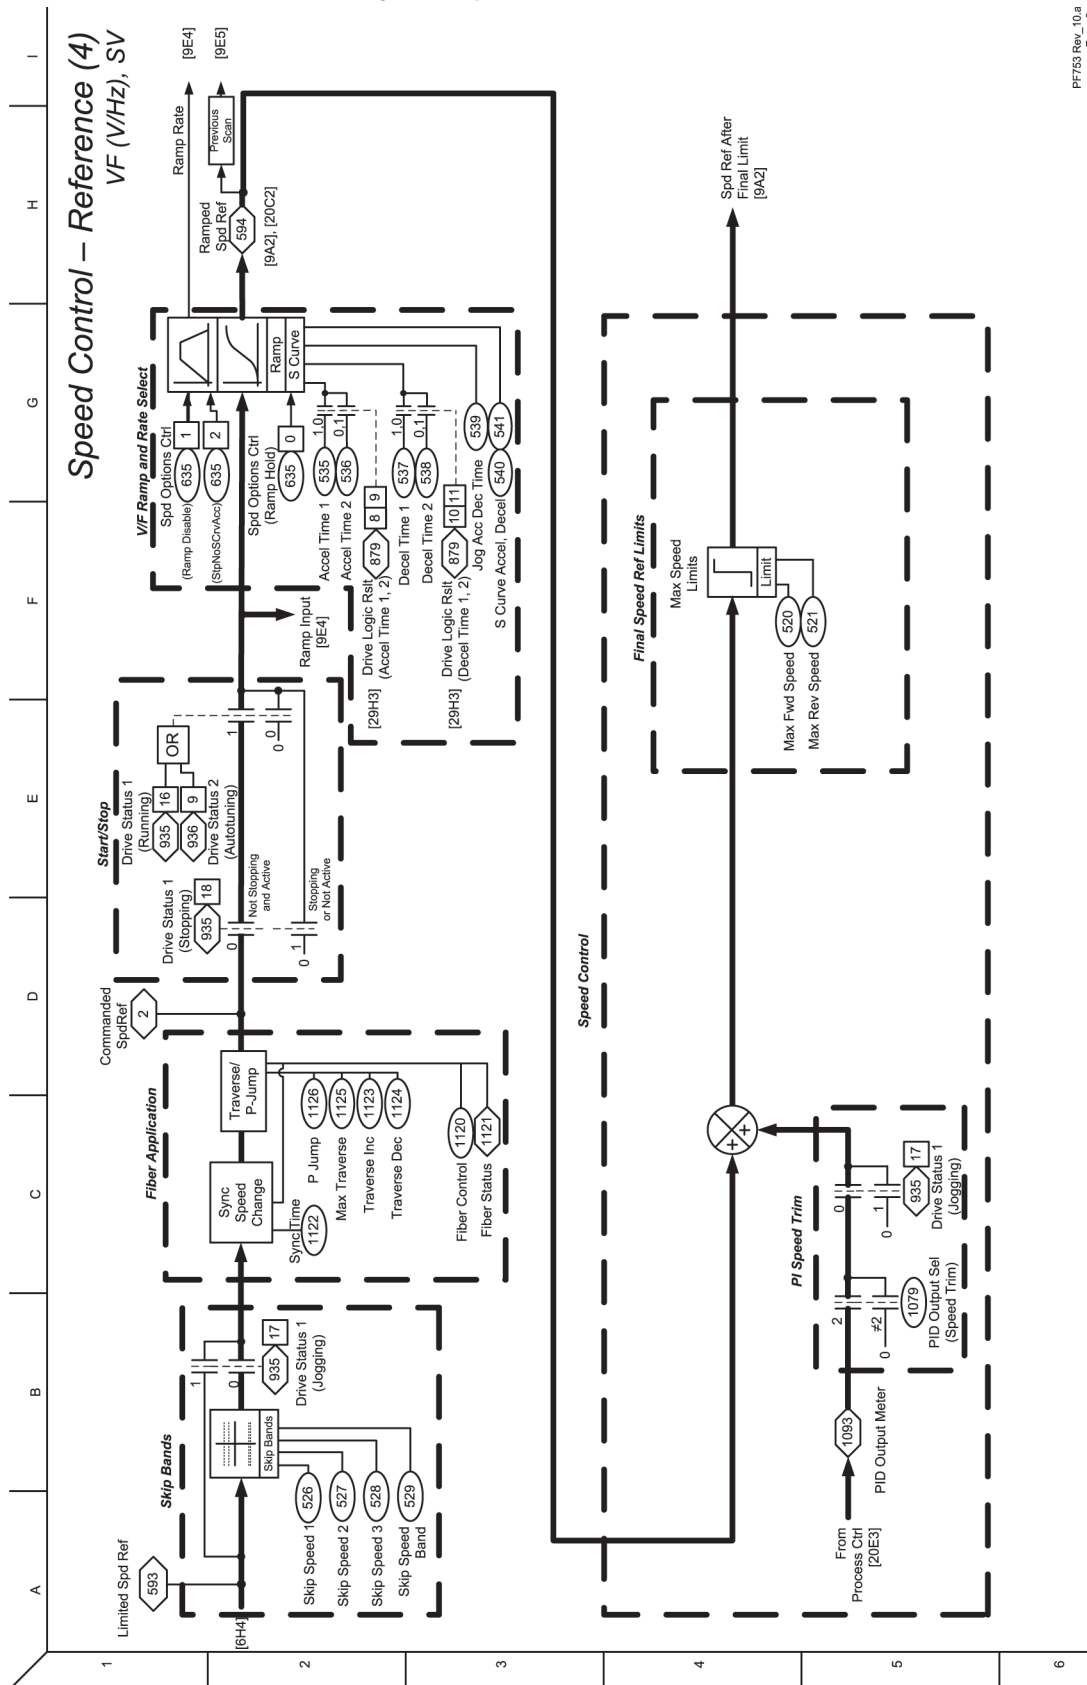 Speed Control – Reference (4)
VF (V/Hz), SV
A
B
C
D
E
F
G
H
I
1
2
3
4
5
6
Limited Spd Ref
593
[6H4]
Skip Bands
Skip Bands
1
0
935
17
Drive Status 1
(Jogging)
Skip Speed 1
526
Skip Speed 2
527
Skip Speed 3
528
Skip Speed
Band
529
Fiber Application
Sync
Speed
Change
Traverse/
P-Jump
Sync Time
1122
P Jump
1126
Max Traverse
1125
Traverse Inc
1123
Traverse Dec
1124
Fiber Control
1120
Fiber Status
1121
Commanded
SpdRef
2
Start/Stop
Drive Status 1
(Stopping)
935
18
0
Not Stopping
and Active
1
0
Stopping
or Not Active
Drive Status 1
(Running)
935
16
936
9
Drive Status 2
(Autotuning)
OR
1
0
0
Ramp Input
[9E4]
V/F Ramp and Rate Select
Spd Options Ctrl
635
1
(Ramp Disable)
635
2
(StpNoSCrvAcc)
Spd Options Ctrl
(Ramp Hold)
635
0
Ramp
S Curve
Accel Time 1
535
1,0
Accel Time 2
536
0,1
[29H3]
Drive Logic Rslt
(Accel Time 1, 2)
879
8
9
Decel Time 1
537
1,0
Decel Time 2
538
0,1
[29H3]
Drive Logic Rslt
(Decel Time 1, 2)
879
10
11
Jog Acc Dec Time
539
S Curve Accel, Decel
540
541
Ramp Rate
[9E4]
Ramped
Spd Ref
594
[9A2], [20C2]
Previous
Scan
[9E5]
Speed Control
From
Process Ctrl
[20E3]
1093
PID Output Meter
PI Speed Trim
2
≠2
0
1079
PID Output Sel
(Speed Trim)
0
1
0
935
17
Drive Status 1
(Jogging)
+
+
Final Speed Ref Limits
Max Speed
Limits
Limit
Max Fwd Speed
520
Max Rev Speed
521
Spd Ref After
Final Limit
[9A2]
PF753 Rev_10.a